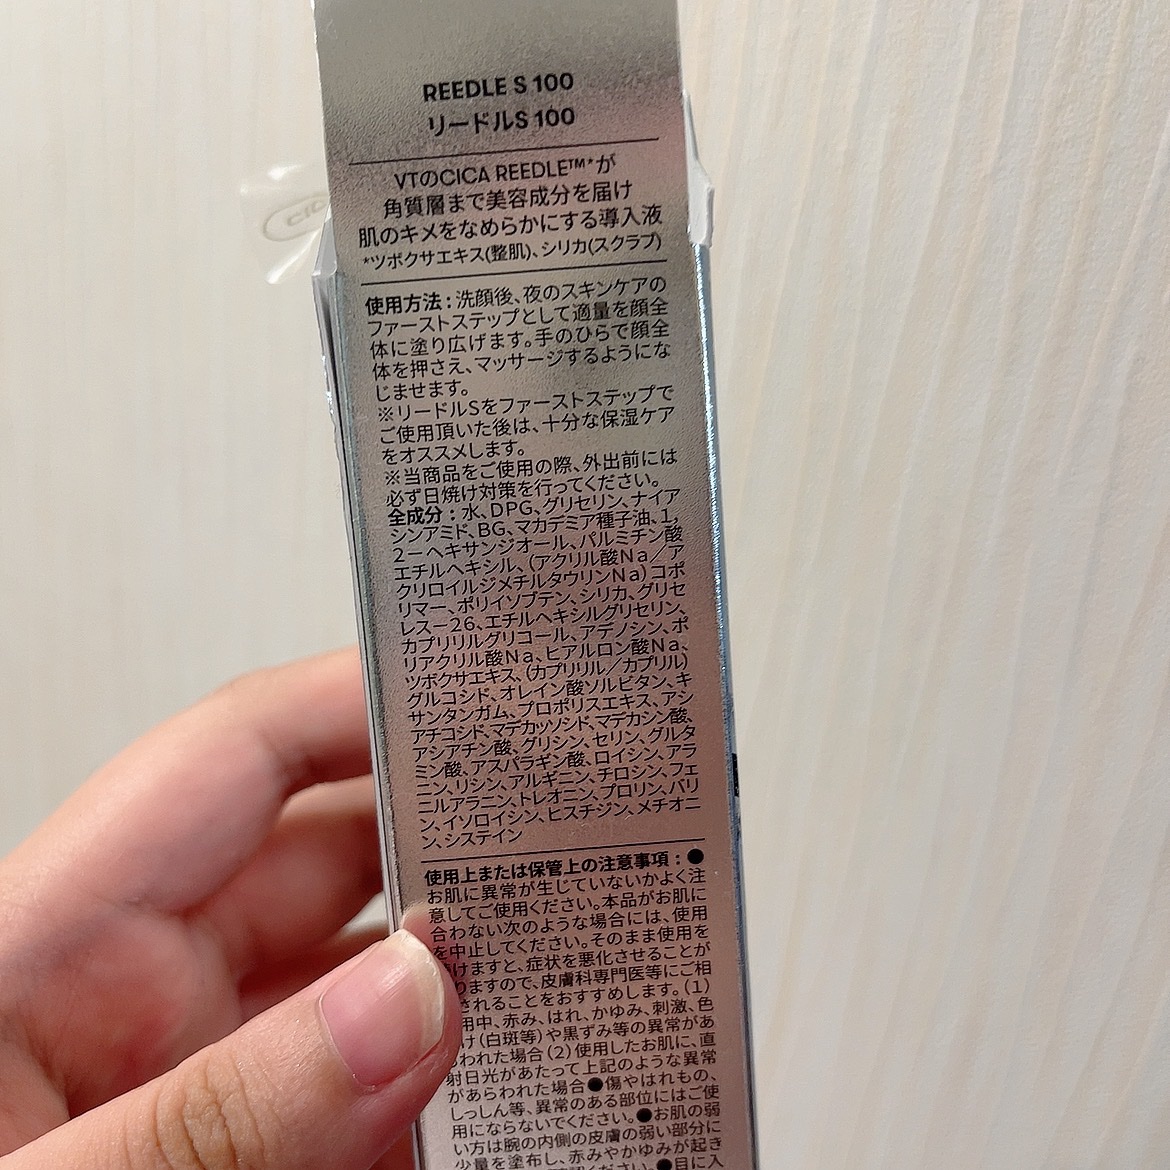 REEDLE S 100
リードルS 100
VTのCICA REEDLE™*が
角質層まで美容成分を届け
肌のキメをなめらかにする導入液
*ツボクサエキス(整肌)、シリカ(スクラブ)
使用方法：洗顔後、夜のスキンケアの
ファーストステップとして適量を顔全
体に塗り広げます。手のひらで顔全
体を押さえ、マッサージするようにな
じませます。
※リードルSをファーストステップで
ご使用頂いた後は、十分な保湿ケア
をオススメします。
※当商品をご使用の際、外出前には
必ず日焼け対策を行ってください。
全成分：水、DPG、グリセリン、ナイア
シンアミド、BG、マカデミア種子油、1,
2－ヘキサンジオール、パルミチン酸
エチルヘキシル、(アクリル酸Na／ア
クリロイルジメチルタウリンNa)コポ
リマー、ポリイソブテン、シリカ、グリセ
レス－26、エチルヘキシルグリセリン、
カプリリルグリコール、アデノシン、ポ
リアクリル酸Na、ヒアルロン酸Na、
ツボクサエキス、(カプリリル／カプリル)
グルコシド、オレイン酸ソルビタン、キ
サンタンガム、プロポリスエキス、アシ
アチコシド、マデカッソシド、マデカシン酸、
アシアチン酸、グリシン、セリン、グルタ
ミン酸、アスパラギン酸、ロイシン、アラ
ニン、リシン、アルギニン、チロシン、フェ
ニルアラニン、トレオニン、プロリン、バリ
ン、イソロイシン、ヒスチジン、メチオニ
ン、システイン
使用上または保管上の注意事項：●
お肌に異常が生じていないかよく注
意してご使用ください。本品がお肌に
合わない次のような場合には、使用
を中止してください。そのまま使用を
けますと、症状を悪化させることが
りますので、皮膚科専門医等にご相
されることをおすすめします。(1)
用中、赤み、はれ、かゆみ、刺激、色
け(白斑等)や黒ずみ等の異常があ
われた場合(2)使用したお肌に、直
射日光があたって上記のような異常
があらわれた場合●傷やはれもの、
しっしん等、異常のある部位にはご使
用にならないでください。●お肌の弱
い方は腕の内側の皮膚の弱い部分に
少量を塗布し、赤みやかゆみが起き
ください。●目に入